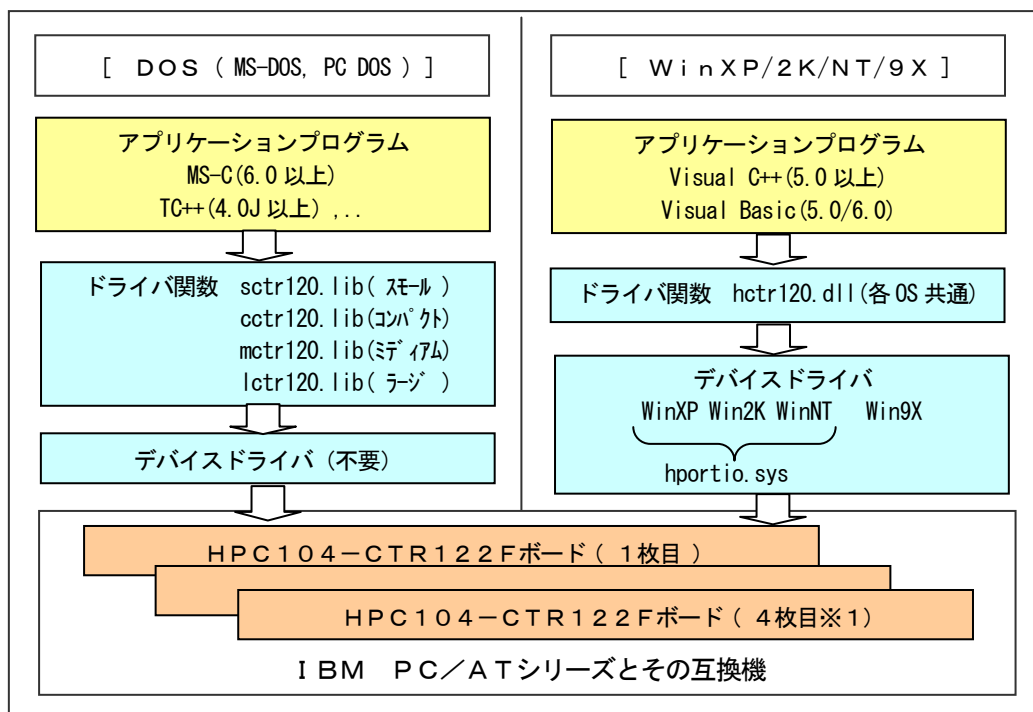 [ DOS ( MS-DOS, PC DOS ) ]
アプリケーションプログラム
MS-C(6.0 以上)
TC++(4.0J 以上) ,..
ドライバ関数 sctr120.lib( ｽﾓｰﾙ )
cctr120.lib(ｺﾝﾊﾟｸﾄ)
mctr120.lib(ﾐﾃﾞｨｱﾑ)
lctr120.lib( ﾗｰｼﾞ )
デバイスドライバ（不要）
[ ＷｉｎＸＰ/２Ｋ/ＮＴ/９Ｘ ]
アプリケーションプログラム
Visual C++(5.0 以上)
Visual Basic(5.0/6.0)
ドライバ関数 hctr120.dll(各 OS 共通)
デバイスドライバ
WinXP Win2K WinNT Win9X
hportio.sys
ＨＰＣ１０４－ＣＴＲ１２２Ｆボード（ １枚目 ）
ＨＰＣ１０４－ＣＴＲ１２２Ｆボード（ ４枚目※１）
ＩＢＭ ＰＣ／ＡＴシリーズとその互換機